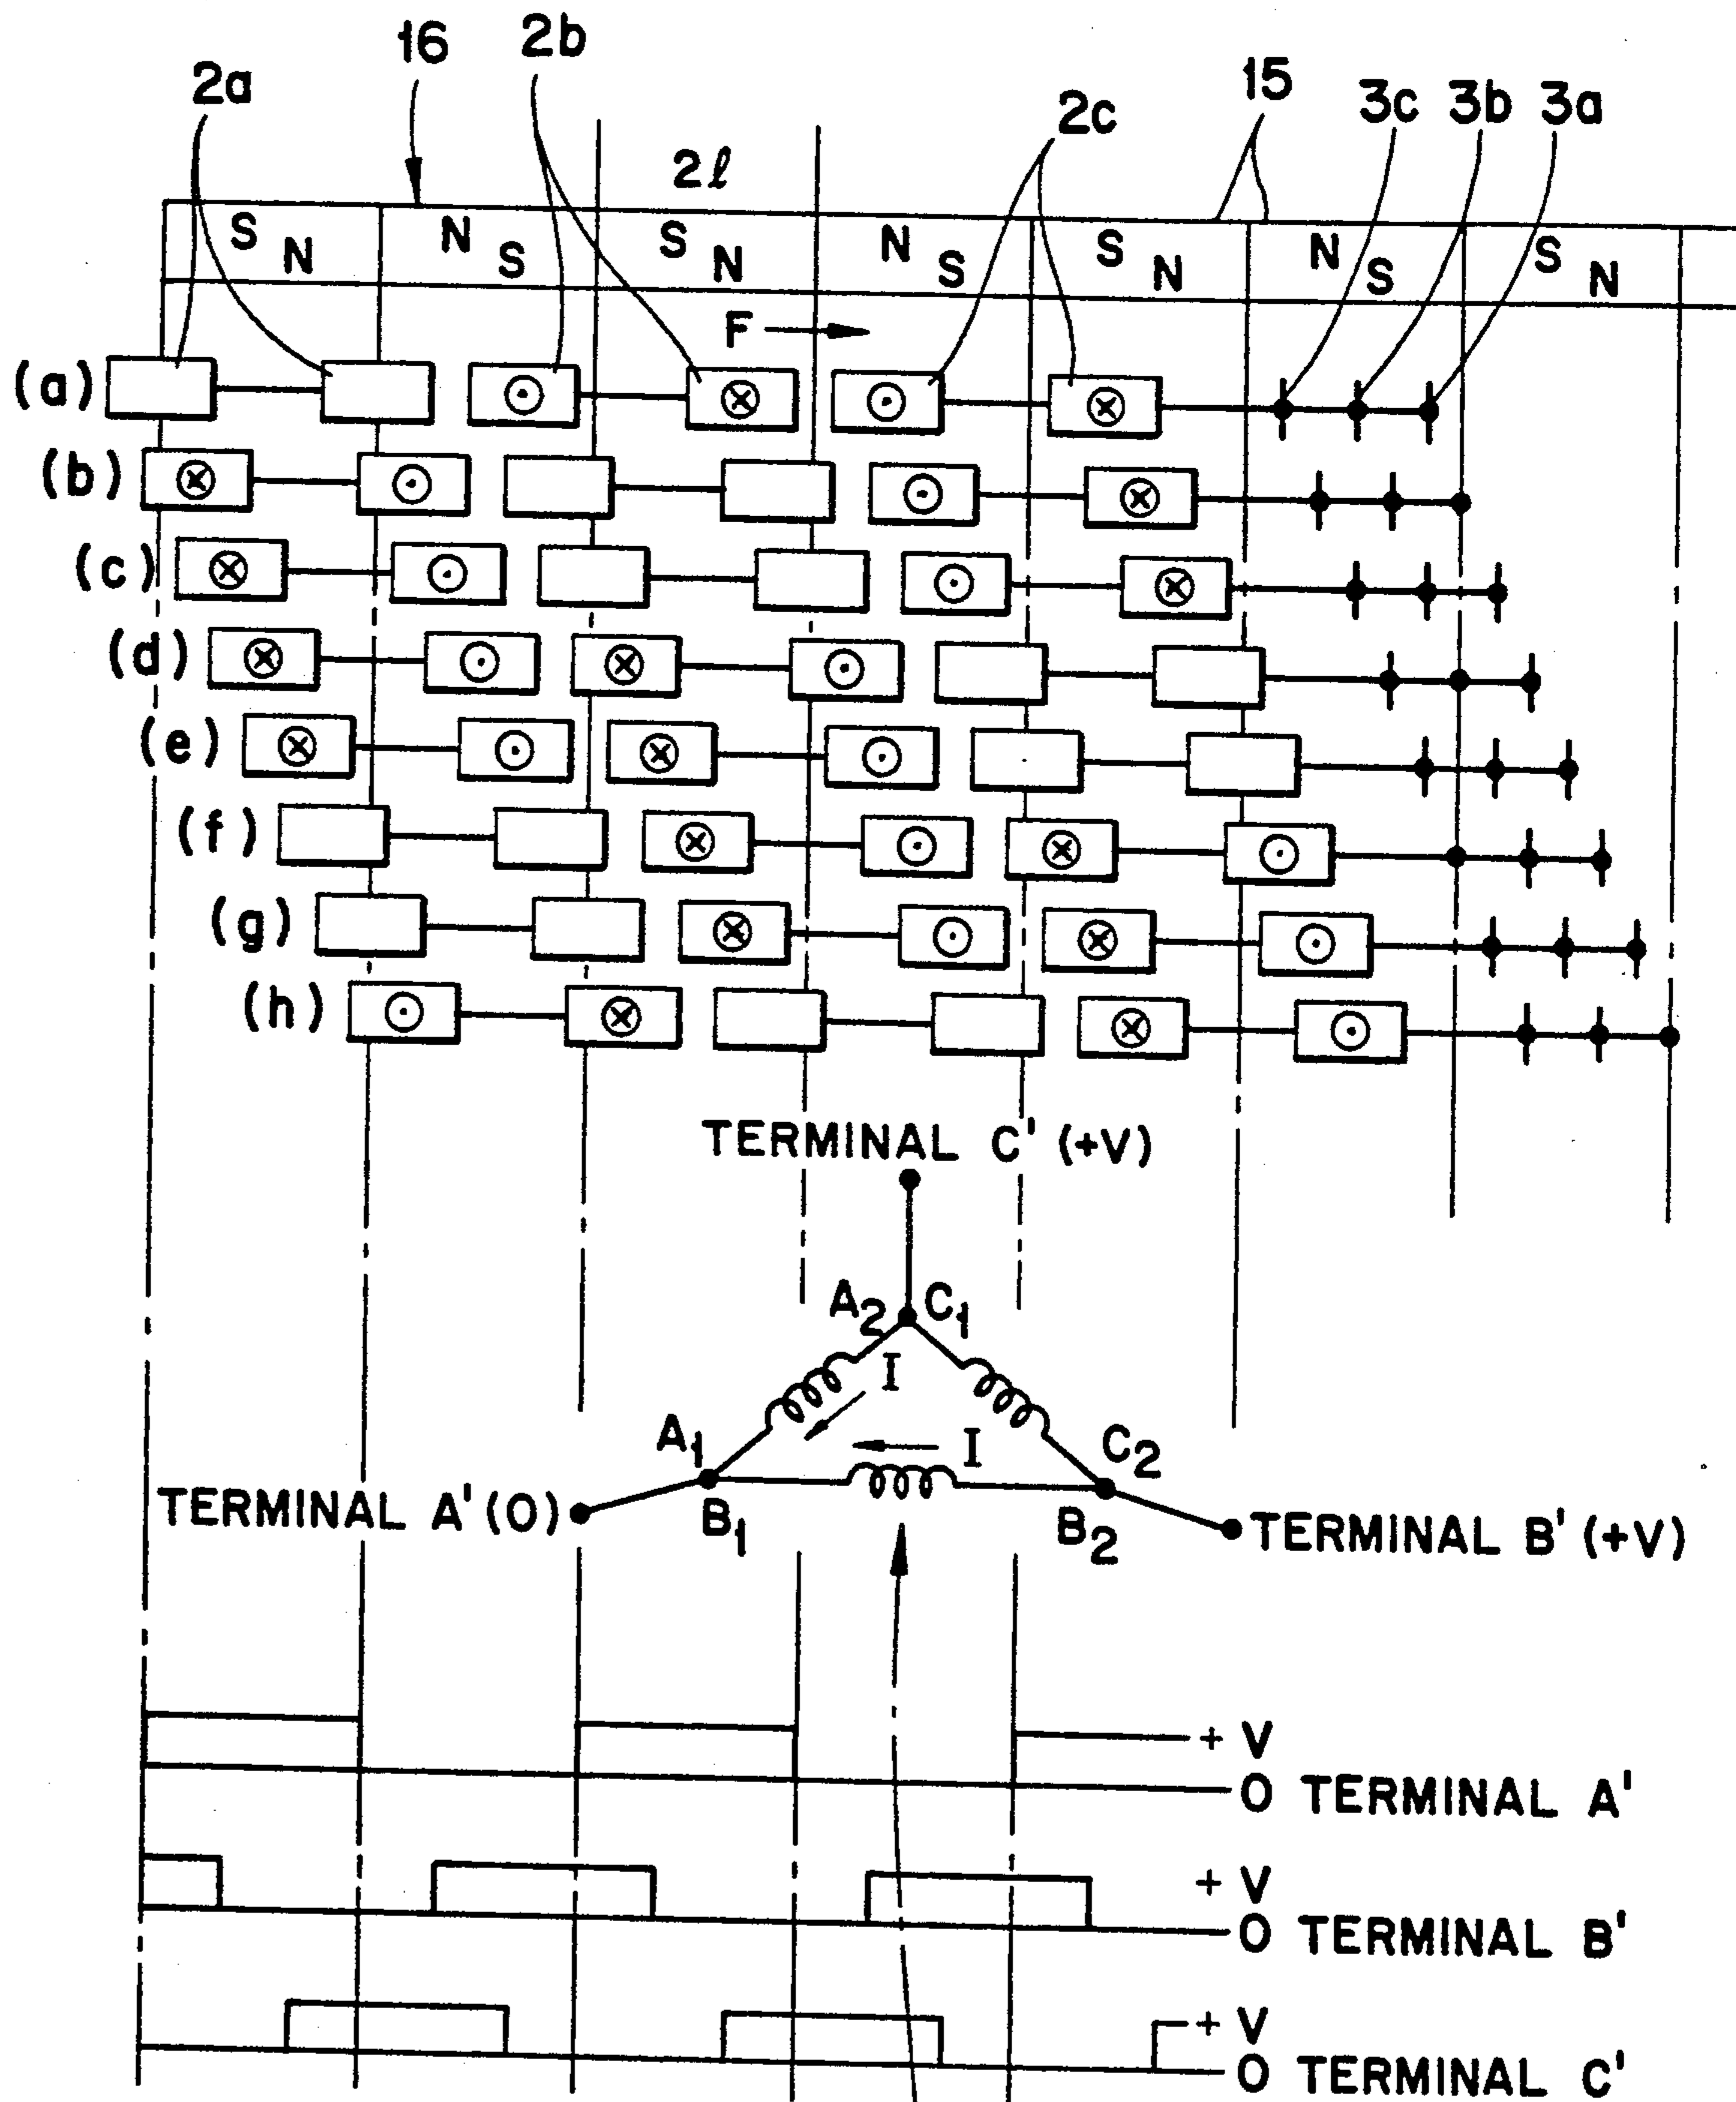 16 2b
2a 15 3c 3b 3a
2c
2ℓ
S N N S S N N S S N N S S N
F
(a)
(b)
(c)
(d)
(e)
(f)
(g)
(h)
TERMINAL C' (+V)
A2 C1
I
A1 I C2
TERMINAL A' (O) B1 B2 TERMINAL B' (+V)
+ V
O TERMINAL A'
+ V
O TERMINAL B'
+ V
O TERMINAL C'